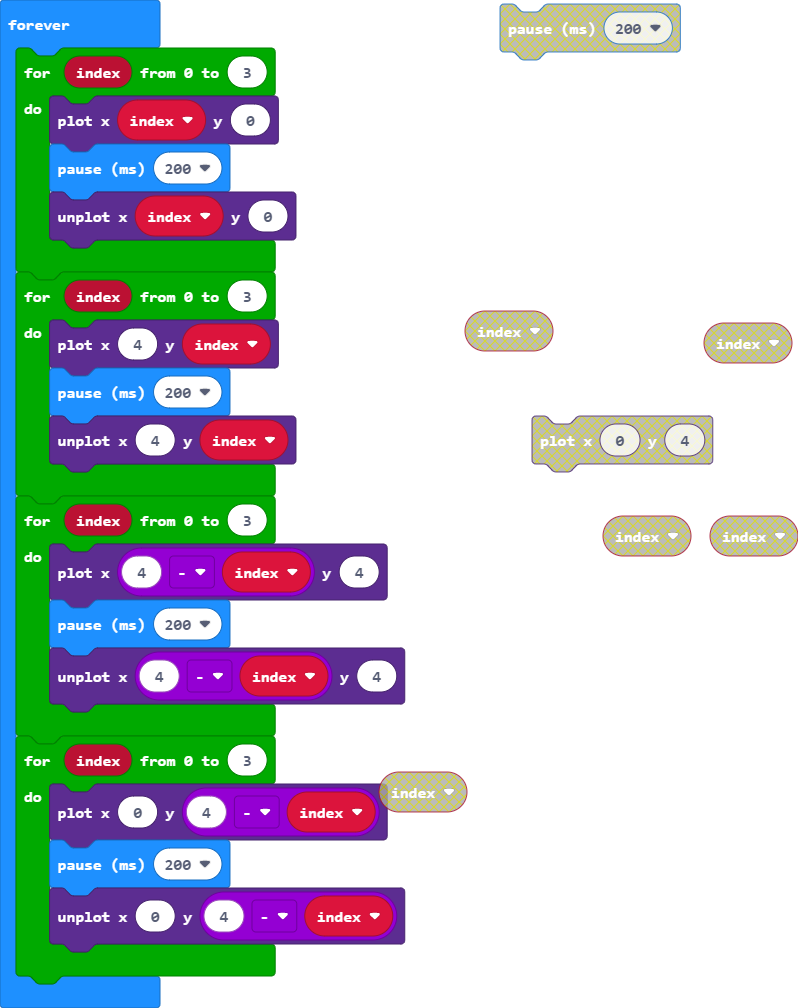 forever
pause (ms) 200
for index from 0 to 3
do
plot x index y 0
pause (ms) 200
unplot x index y 0
for index from 0 to 3
do
index
index
plot x 4 y index
pause (ms) 200
unplot x 4 y index
plot x 0 y 4
for index from 0 to 3
do
index
index
plot x 4 - index y 4
pause (ms) 200
unplot x 4 - index y 4
for index from 0 to 3
do
index
plot x 0 y 4 - index
pause (ms) 200
unplot x 0 y 4 - index